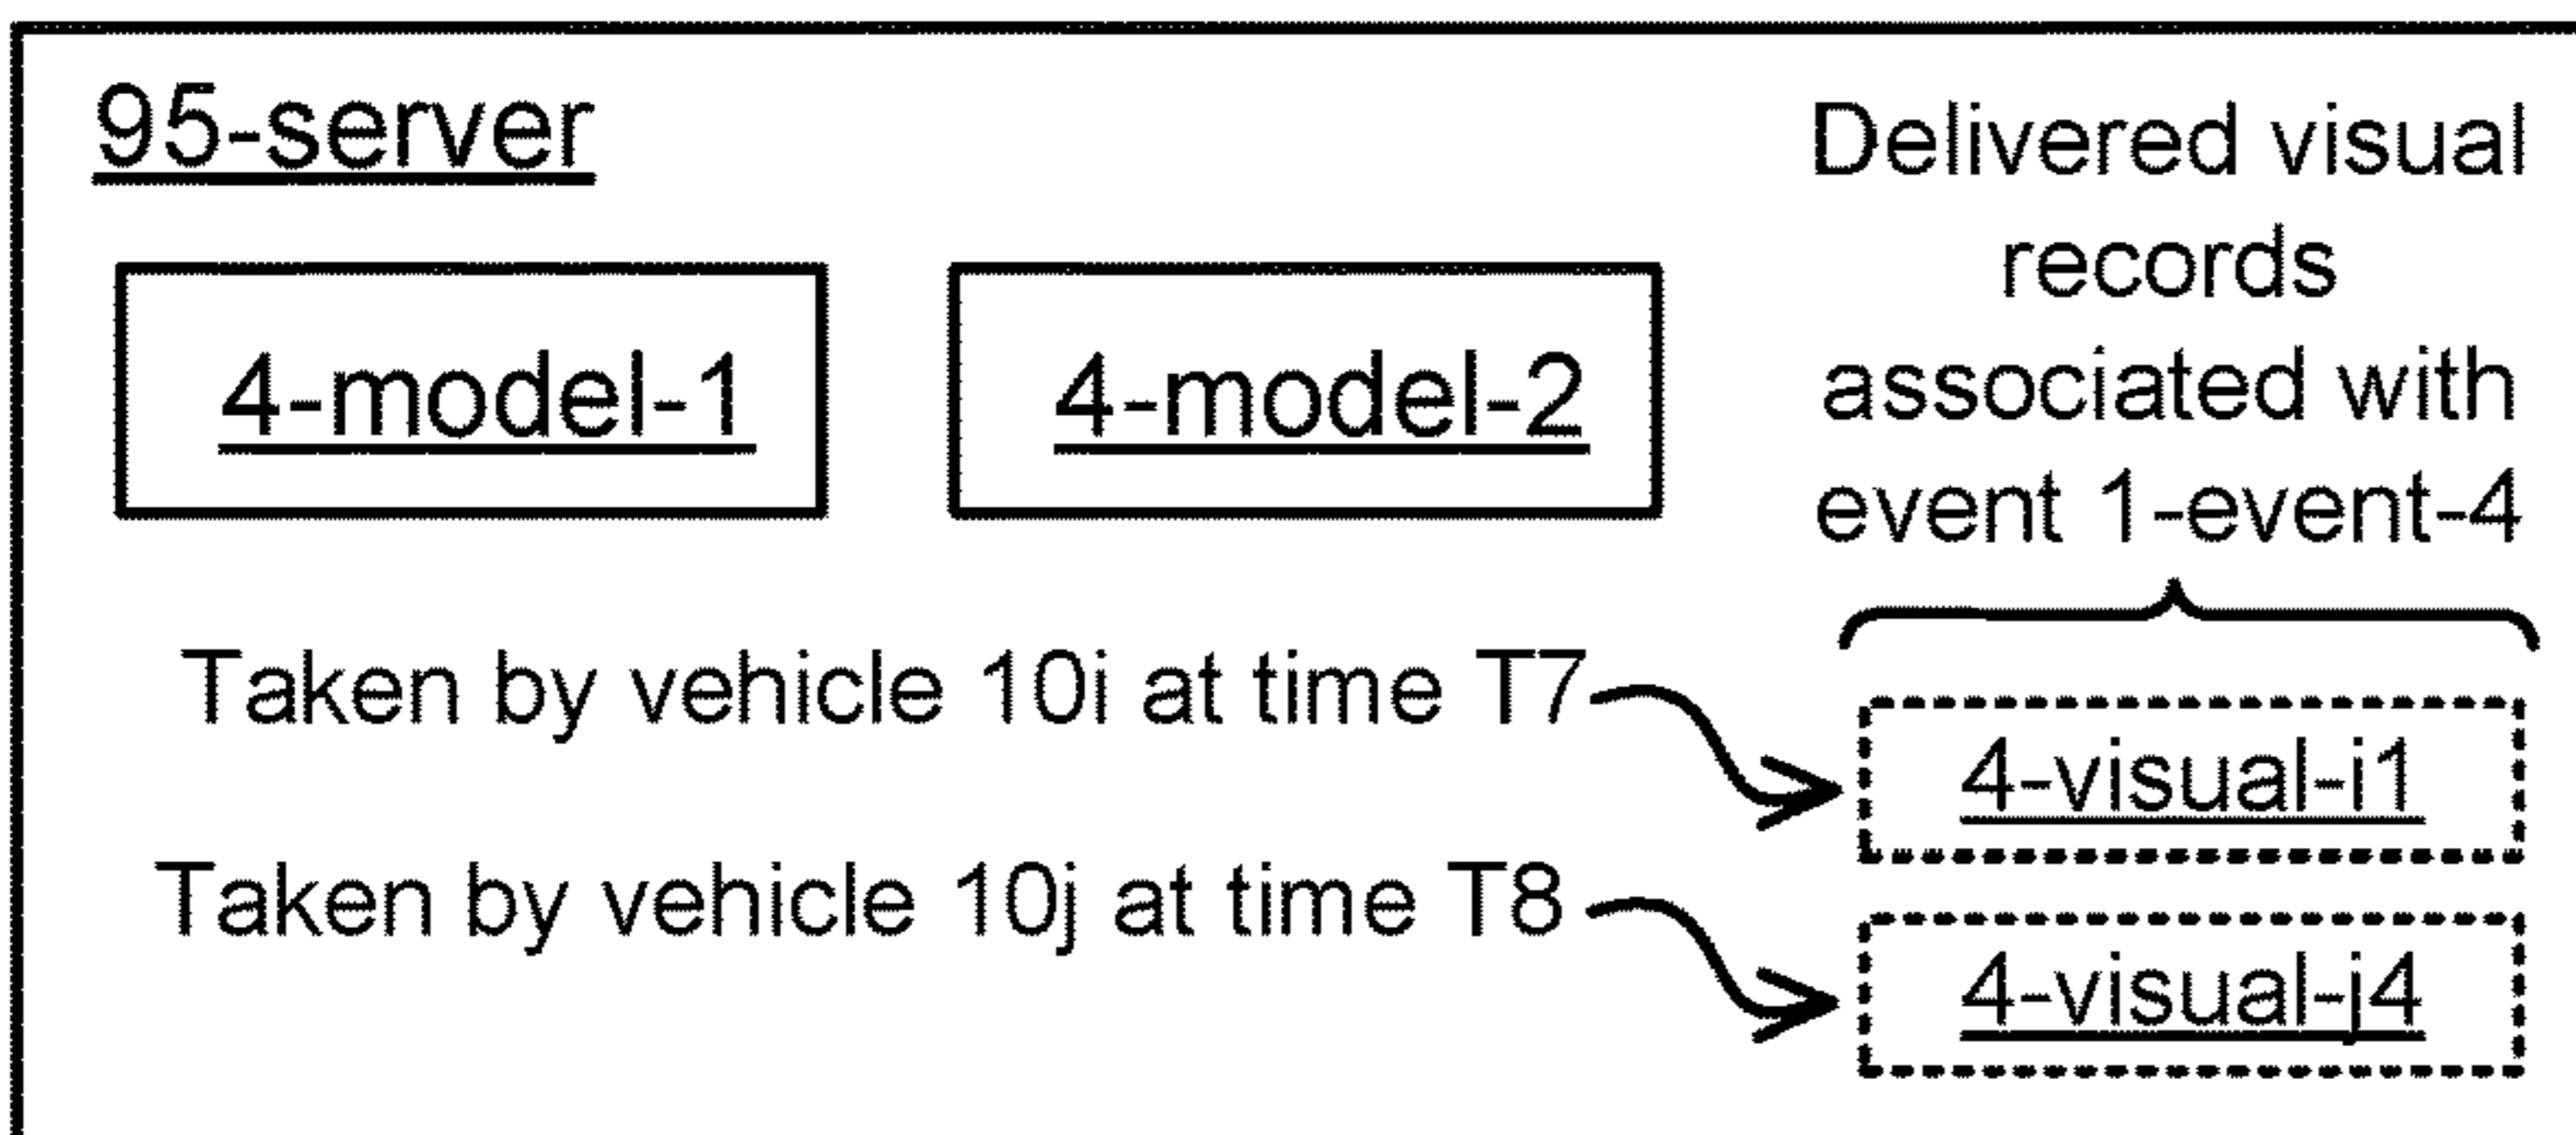 95-server
Delivered visual
records
associated with
event 1-event-4
4-model-1
4-model-2
Taken by vehicle 10i at time T7
4-visual-i1
Taken by vehicle 10j at time T8
4-visual-j4